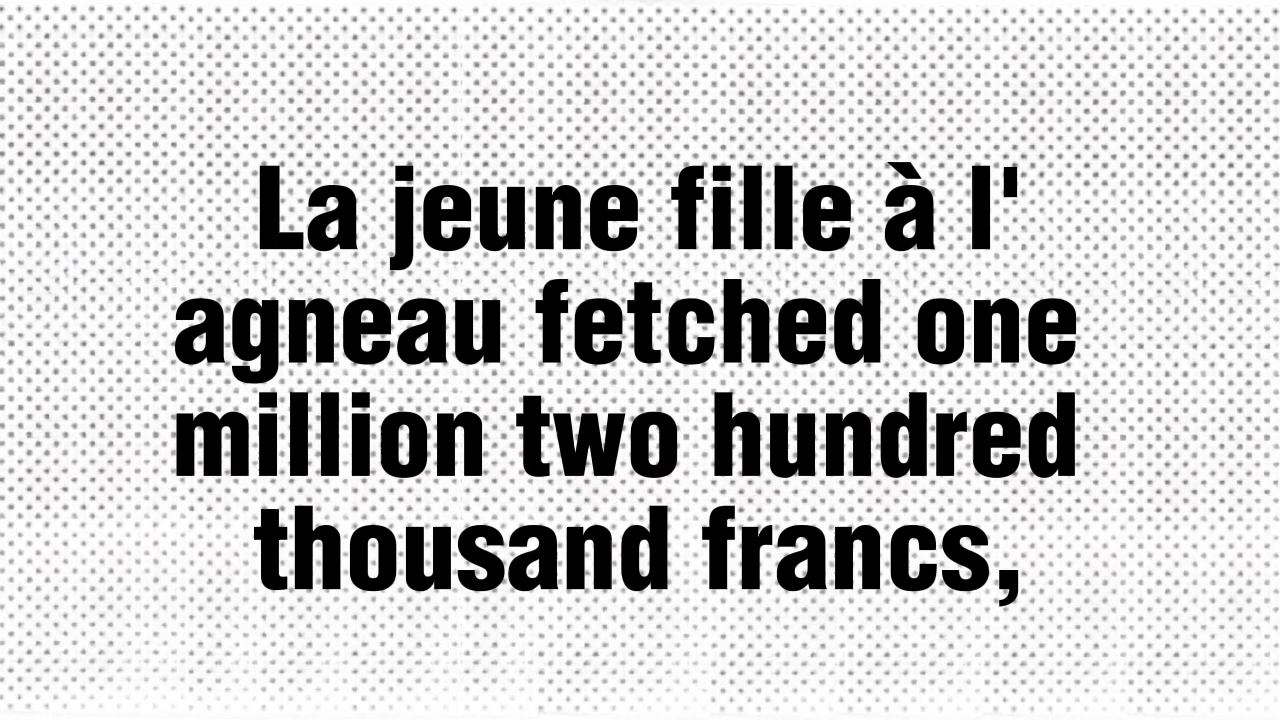 La jeune fille à l'
agneau fetched one
million two hundred
thousand francs,